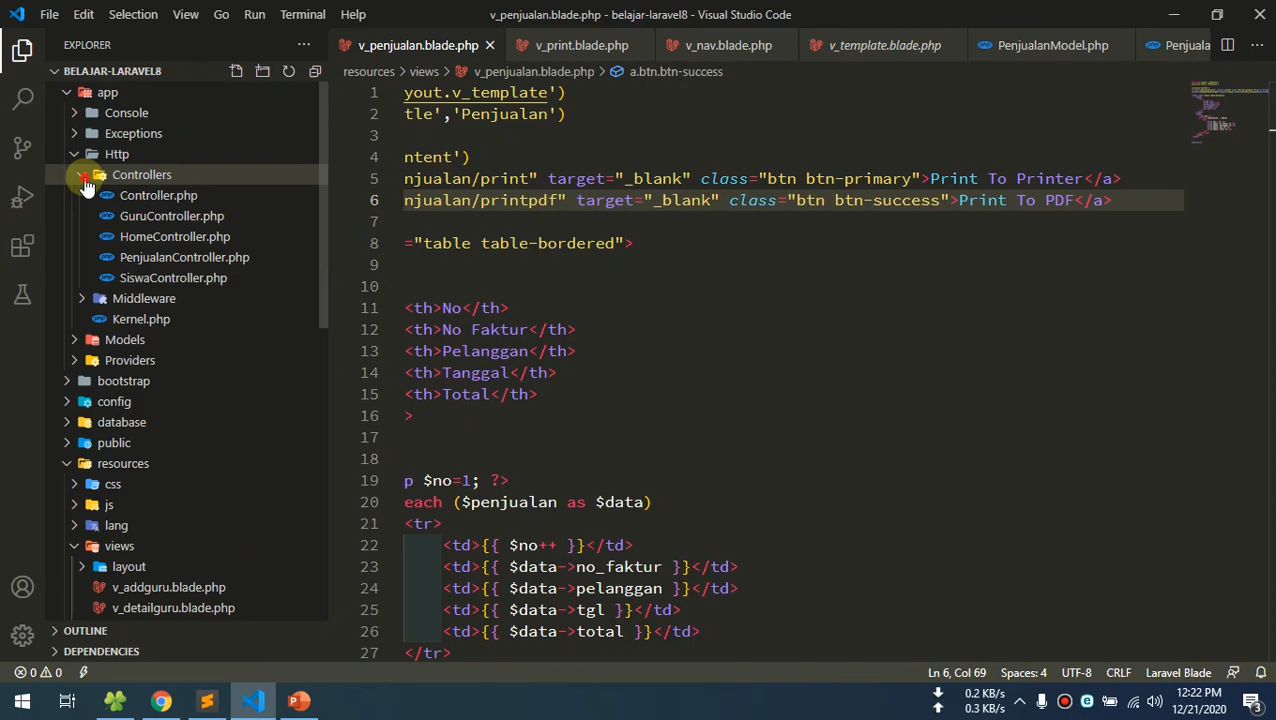 File Edit Selection View Go Run Terminal Help v_penjualan.blade.php - belajar-laravel8 - Visual Studio Code
EXPLORER
v_penjualan.blade.php v_print.blade.php v_nav.blade.php v_template.blade.php PenjualanModel.php Penjuala
BELAJAR-LARAVEL8
resources > views > v_penjualan.blade.php > a.btn.btn-success
app
Console
Exceptions
Http
Controllers
Controller.php
GuruController.php
HomeController.php
PenjualanController.php
SiswaController.php
Middleware
Kernel.php
Models
Providers
bootstrap
config
database
public
resources
css
js
lang
views
layout
v_addguru.blade.php
v_detailguru.blade.php
OUTLINE
DEPENDENCIES
1 yout.v_template')
2 tle','Penjualan')
3
4 ntent')
5 njualan/print" target="_blank" class="btn btn-primary">Print To Printer</a>
6 njualan/printpdf" target="_blank" class="btn btn-success">Print To PDF</a>
7
8 ="table table-bordered">
9
10
11 <th>No</th>
12 <th>No Faktur</th>
13 <th>Pelanggan</th>
14 <th>Tanggal</th>
15 <th>Total</th>
16 >
17
18
19 p $no=1; ?>
20 each ($penjualan as $data)
21 <tr>
22 <td>{{ $no++ }}</td>
23 <td>{{ $data->no_faktur }}</td>
24 <td>{{ $data->pelanggan }}</td>
25 <td>{{ $data->tgl }}</td>
26 <td>{{ $data->total }}</td>
27 </tr>
0 0 Ln 6, Col 69 Spaces: 4 UTF-8 CRLF Laravel Blade
0.2 KB/s
0.3 KB/s
12:22 PM
12/21/2020
3